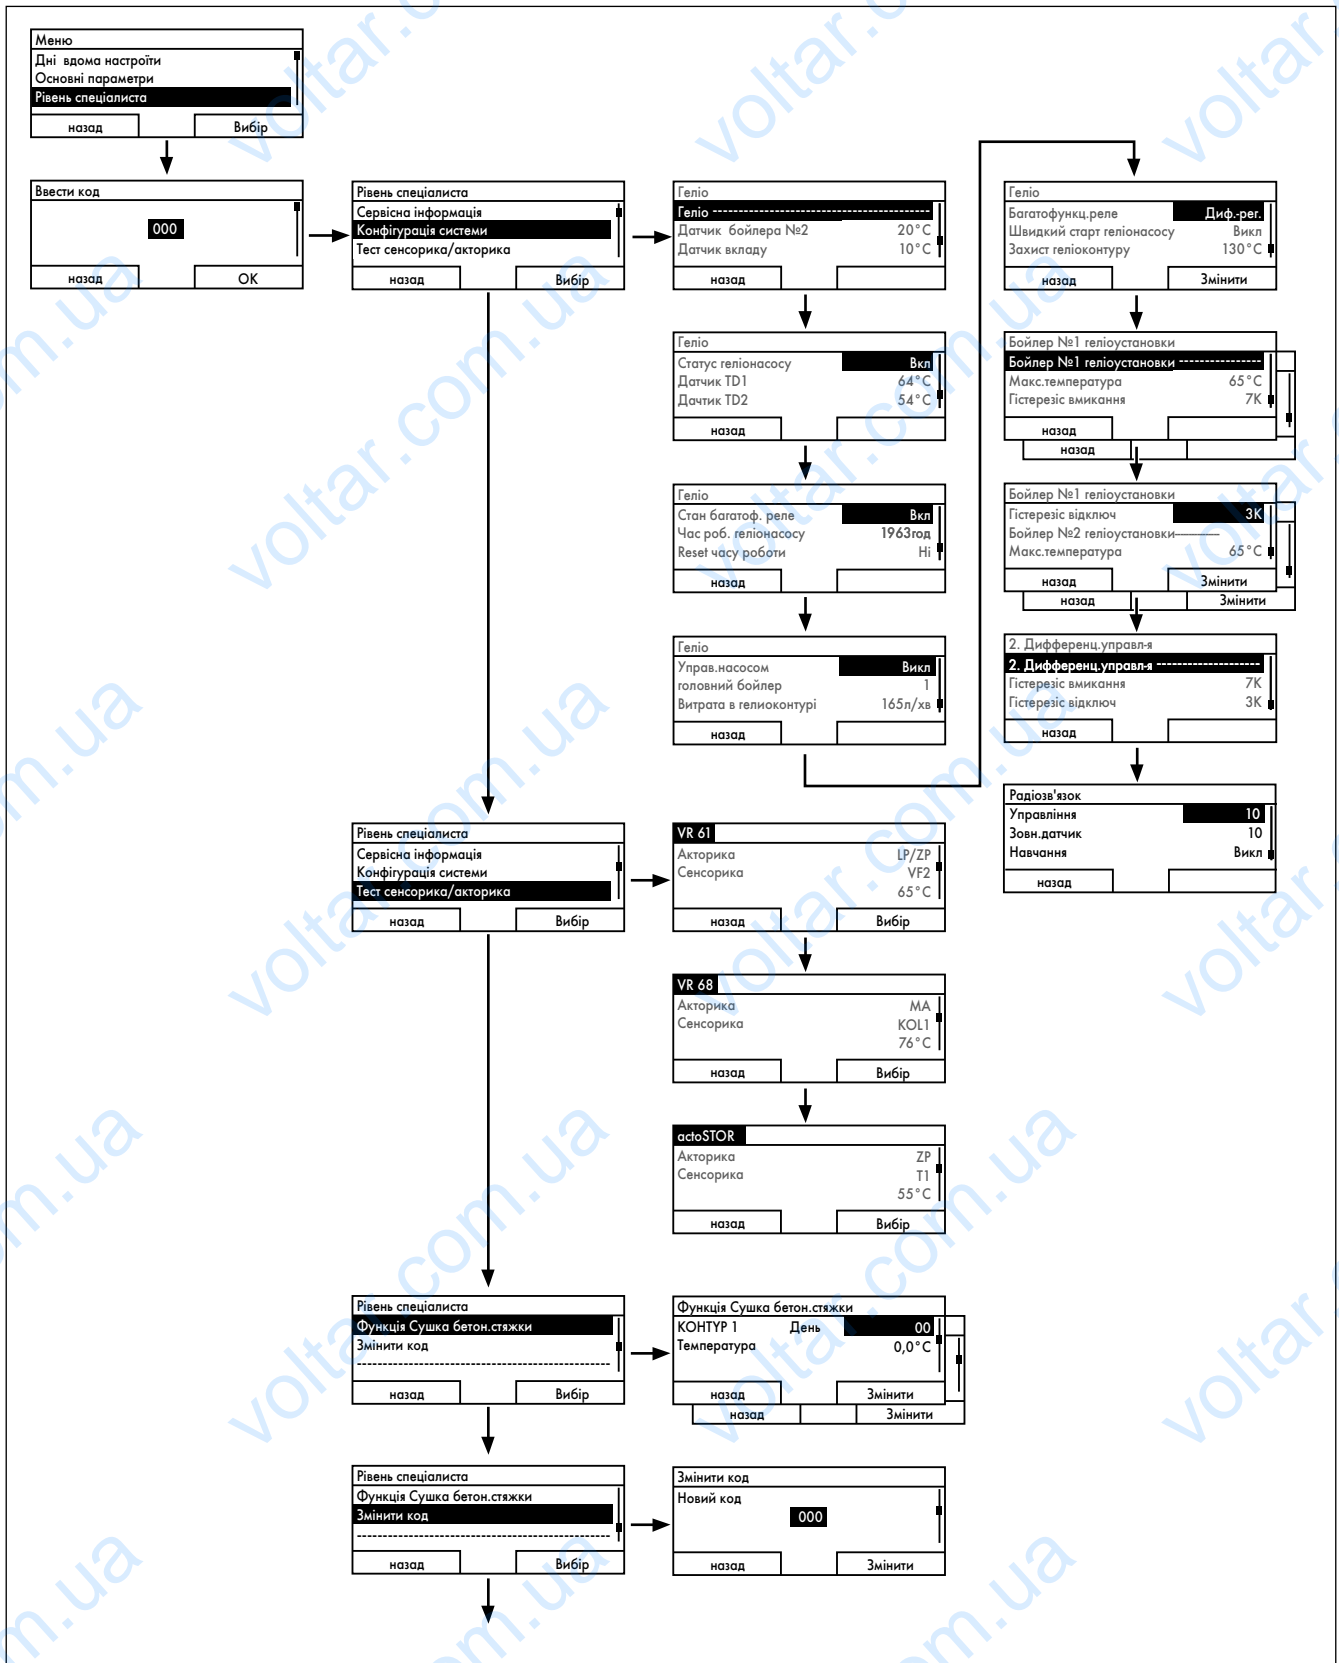 Меню
Дні вдома настроїти
Основні параметри
Рівень спеціалиста
назад Вибір
Ввести код
000
назад OK
Рівень спеціалиста
Сервісна інформація
Конфігурація системи
Тест сенсорика/акторика
назад Вибір
Геліо
Геліо --------------------------------------------
Датчик бойлера №2 20°C
Датчик вкладу 10°C
назад
Геліо
Статус геліонасосу Вкл
Датчик TD1 64°C
Дачтик TD2 54°C
назад
Геліо
Стан багатоф. реле Вкл
Час роб. геліонасосу 1963год
Reset часу роботи Ні
назад
Геліо
Управ.насосом Викл
головний бойлер 1
Витрата в гелиоконтурі 165л/хв
назад
Геліо
Багатофункц.реле Диф.-рег.
Швидкий старт геліонасосу Викл
Захист геліоконтуру 130°C
назад Змінити
Бойлер №1 геліоустановки
Бойлер №1 геліоустановки ----------------
Макс.температура 65°C
Гістерезіс вмикання 7K
назад
назад
Бойлер №1 геліоустановки
Гістерезіс відключ 3K
Бойлер №2 геліоустановки---------------
Макс.температура 65°C
назад Змінити
назад Змінити
2. Дифференц.управл-я
2. Дифференц.управл-я --------------------
Гістерезіс вмикання 7K
Гістерезіс відключ 3K
назад
Радіозв'язок
Управління 10
Зовн.датчик 10
Навчання Викл
назад
Рівень спеціалиста
Сервісна інформація
Конфігурація системи
Тест сенсорика/акторика
назад Вибір
VR 61
Акторика LP/ZP
Сенсорика VF2
65°C
назад Вибір
VR 68
Акторика MA
Сенсорика KOL1
76°C
назад Вибір
actoSTOR
Акторика ZP
Сенсорика T1
55°C
назад Вибір
Рівень спеціалиста
Функція Сушка бетон.стяжки
Змінити код
--------------------------------------------------
назад Вибір
Функція Сушка бетон.стяжки
КОНТУР 1 День 00
Температура 0,0°C
назад Змінити
назад Змінити
Рівень спеціалиста
Функція Сушка бетон.стяжки
Змінити код
--------------------------------------------------
назад Вибір
Змінити код
Новий код
000
назад Змінити
voltar.com.ua